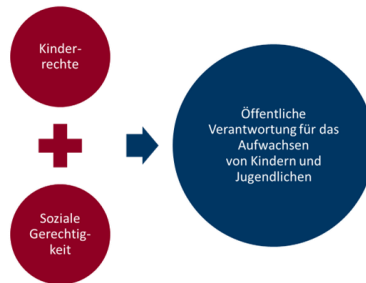 Kinder-
rechte
Soziale
Gerechtig-
keit
Öffentliche
Verantwortung für das
Aufwachsen
von Kindern und
Jugendlichen